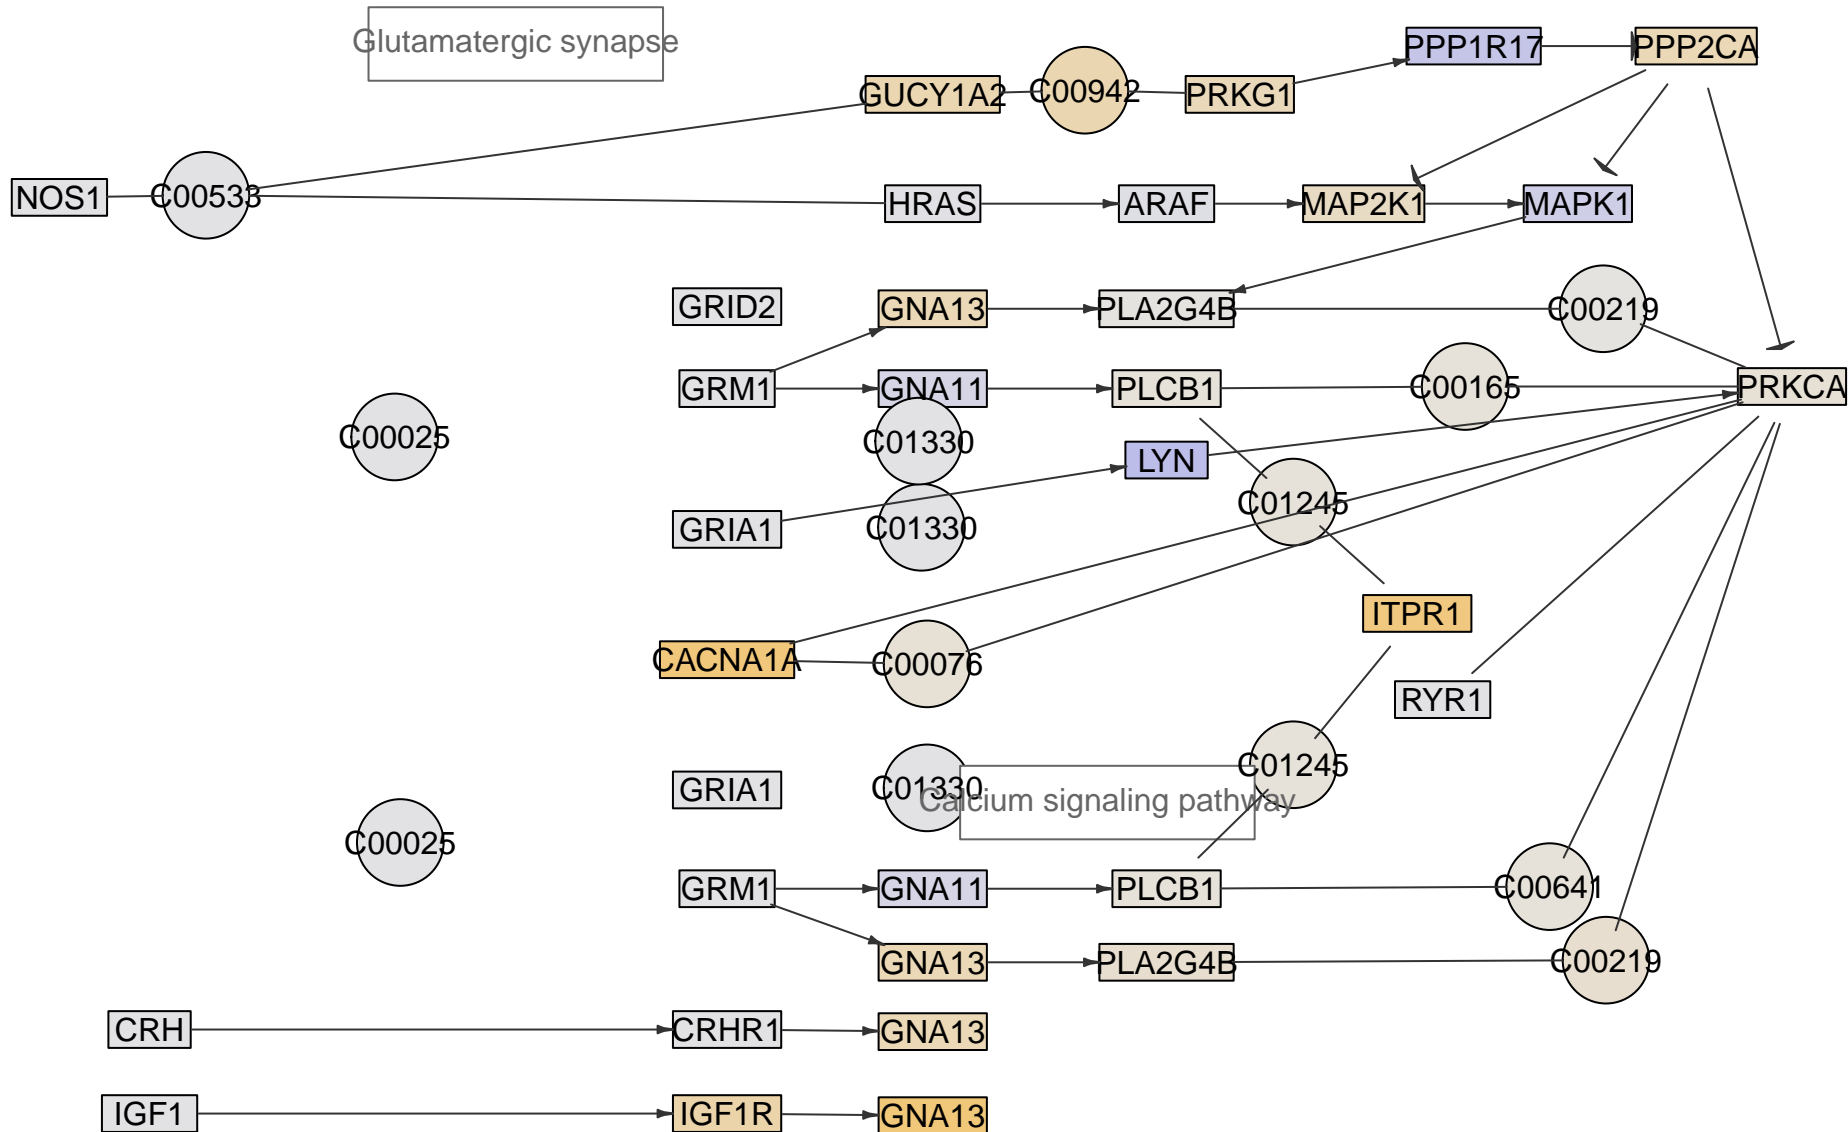 Glutamatergic synapse
PPP1R17
PPP2CA
GUCY1A2
C00942
PRKG1
NOS1
C00533
HRAS
ARAF
MAP2K1
MAPK1
GRID2
GNA13
PLA2G4B
C00219
GRM1
GNA11
PLCB1
C00165
PRKCA
C00025
C01330
LYN
C01245
GRIA1
C01330
ITPR1
CACNA1A
C00076
RYR1
C01245
GRIA1
C01330
Calcium signaling pathway
C00025
GRM1
GNA11
PLCB1
C00641
GNA13
PLA2G4B
C00219
CRH
CRHR1
GNA13
IGF1
IGF1R
GNA13